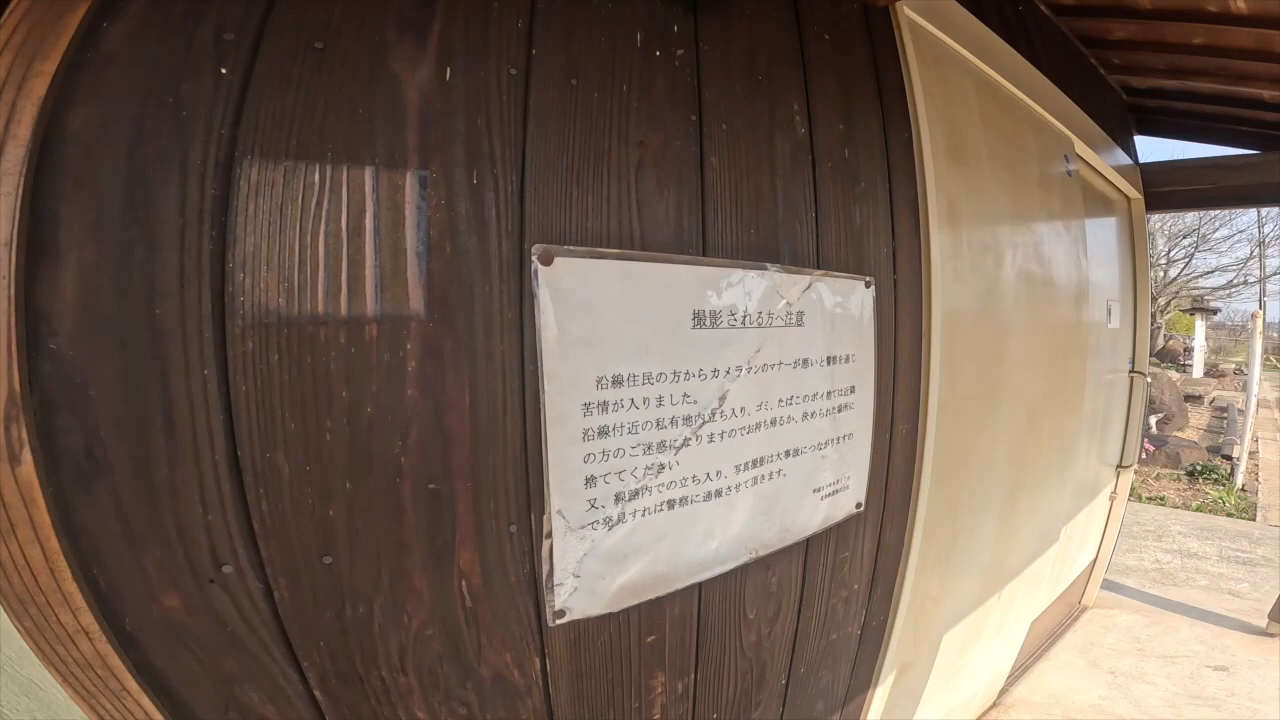 撮影される方へ注意
沿線住民の方からカメラマンのマナーが悪いと警察を通じ
苦情が入りました。
沿線付近の私有地内立ち入り、ゴミ、たばこのポイ捨ては近隣
の方のご迷惑になりますのでお持ち帰るか、決められた場所に
捨ててください
又、線路内での立ち入り、写真撮影は大事故につながりますの
で発見すれば警察に通報させて頂きます。